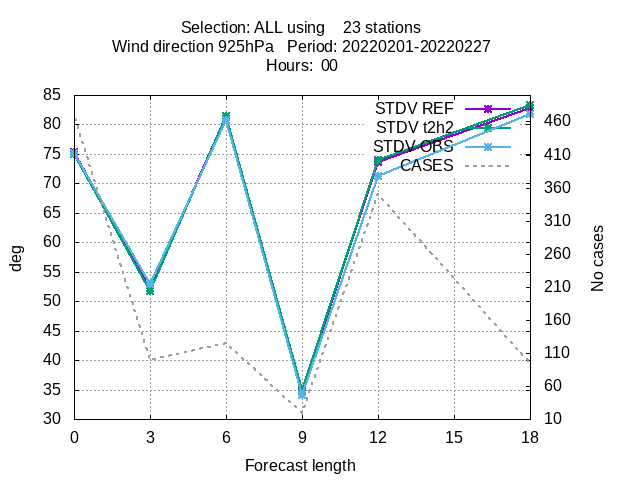 Selection: ALL using    23 stations
Wind direction 925hPa   Period: 20220201-20220227
Hours:  00
STDV REF
STDV t2h2
STDV OBS
CASES
deg
85
80
75
70
65
60
55
50
45
40
35
30
460
410
360
310
260
210
160
110
60
10
No cases
0 3 6 9 12 15 18
Forecast length